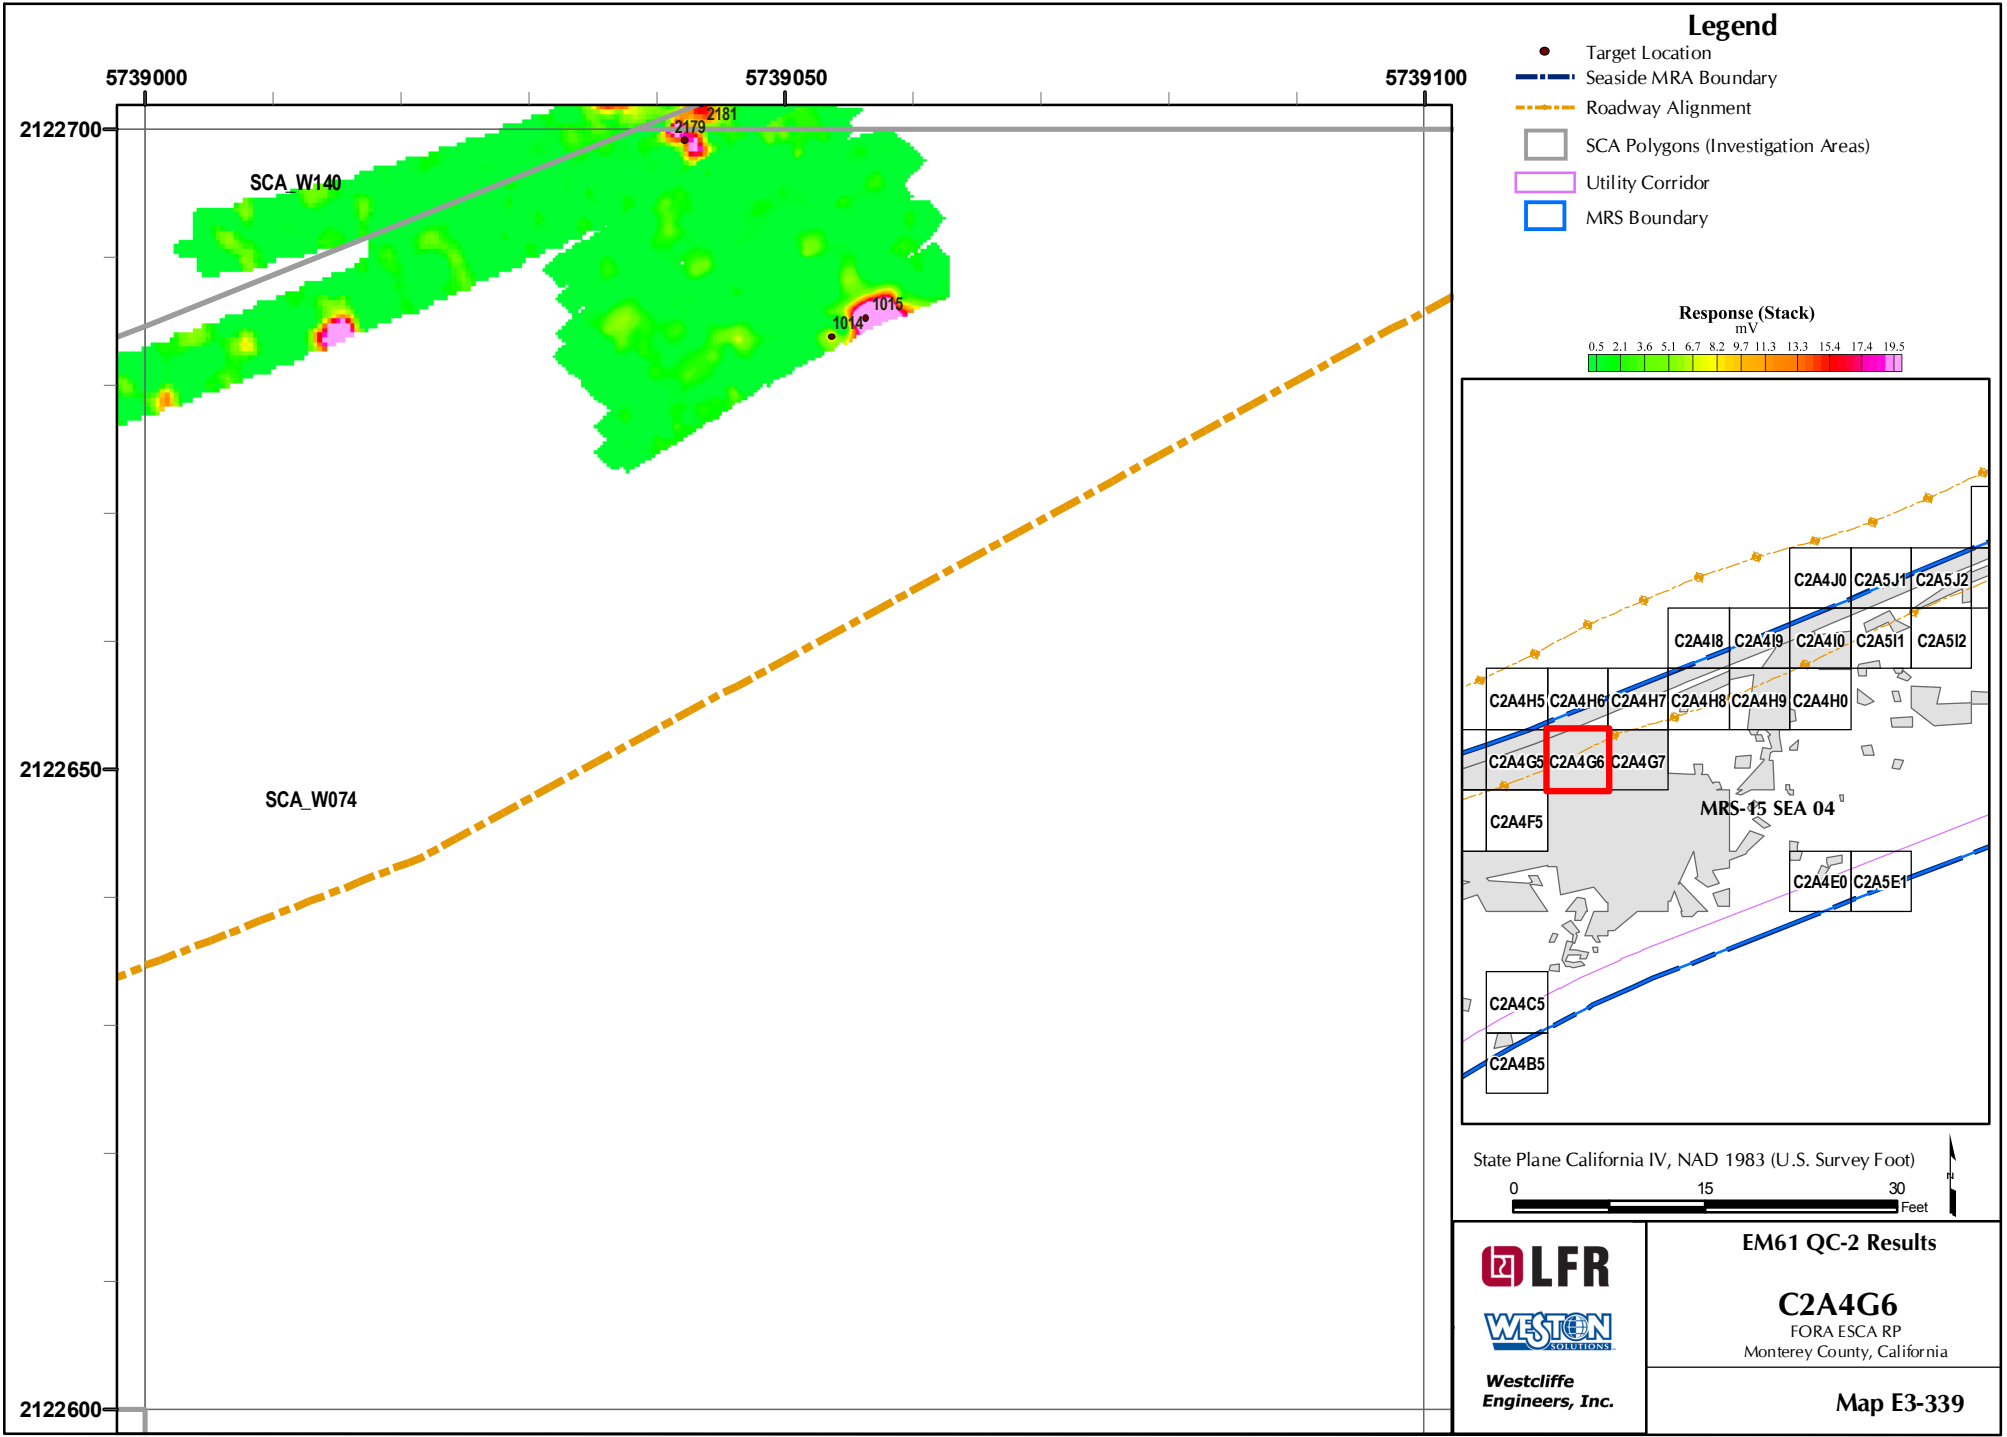 Legend
Target Location
Seaside MRA Boundary
Roadway Alignment
SCA Polygons (Investigation Areas)
Utility Corridor
MRS Boundary
5739000
5739050
5739100
2122700
2122650
2122600
2181
2179
SCA_W140
1015
1014
SCA_W074
Response (Stack)
mV
0.5 2.1 3.6 5.1 6.7 8.2 9.7 11.3 13.3 15.4 17.4 19.5
C2A4J0 C2A5J1 C2A5J2
C2A4I8 C2A4I9 C2A4I0 C2A5I1 C2A5I2
C2A4H5 C2A4H6 C2A4H7 C2A4H8 C2A4H9 C2A4H0
C2A4G5 C2A4G6 C2A4G7
MRS-15 SEA 04
C2A4F5
C2A4E0 C2A5E1
C2A4C5
C2A4B5
State Plane California IV, NAD 1983 (U.S. Survey Foot)
0 15 30
Feet
N
LFR
WESTON
SOLUTIONS
Westcliffe
Engineers, Inc.
EM61 QC-2 Results
C2A4G6
FORA ESCA RP
Monterey County, California
Map E3-339